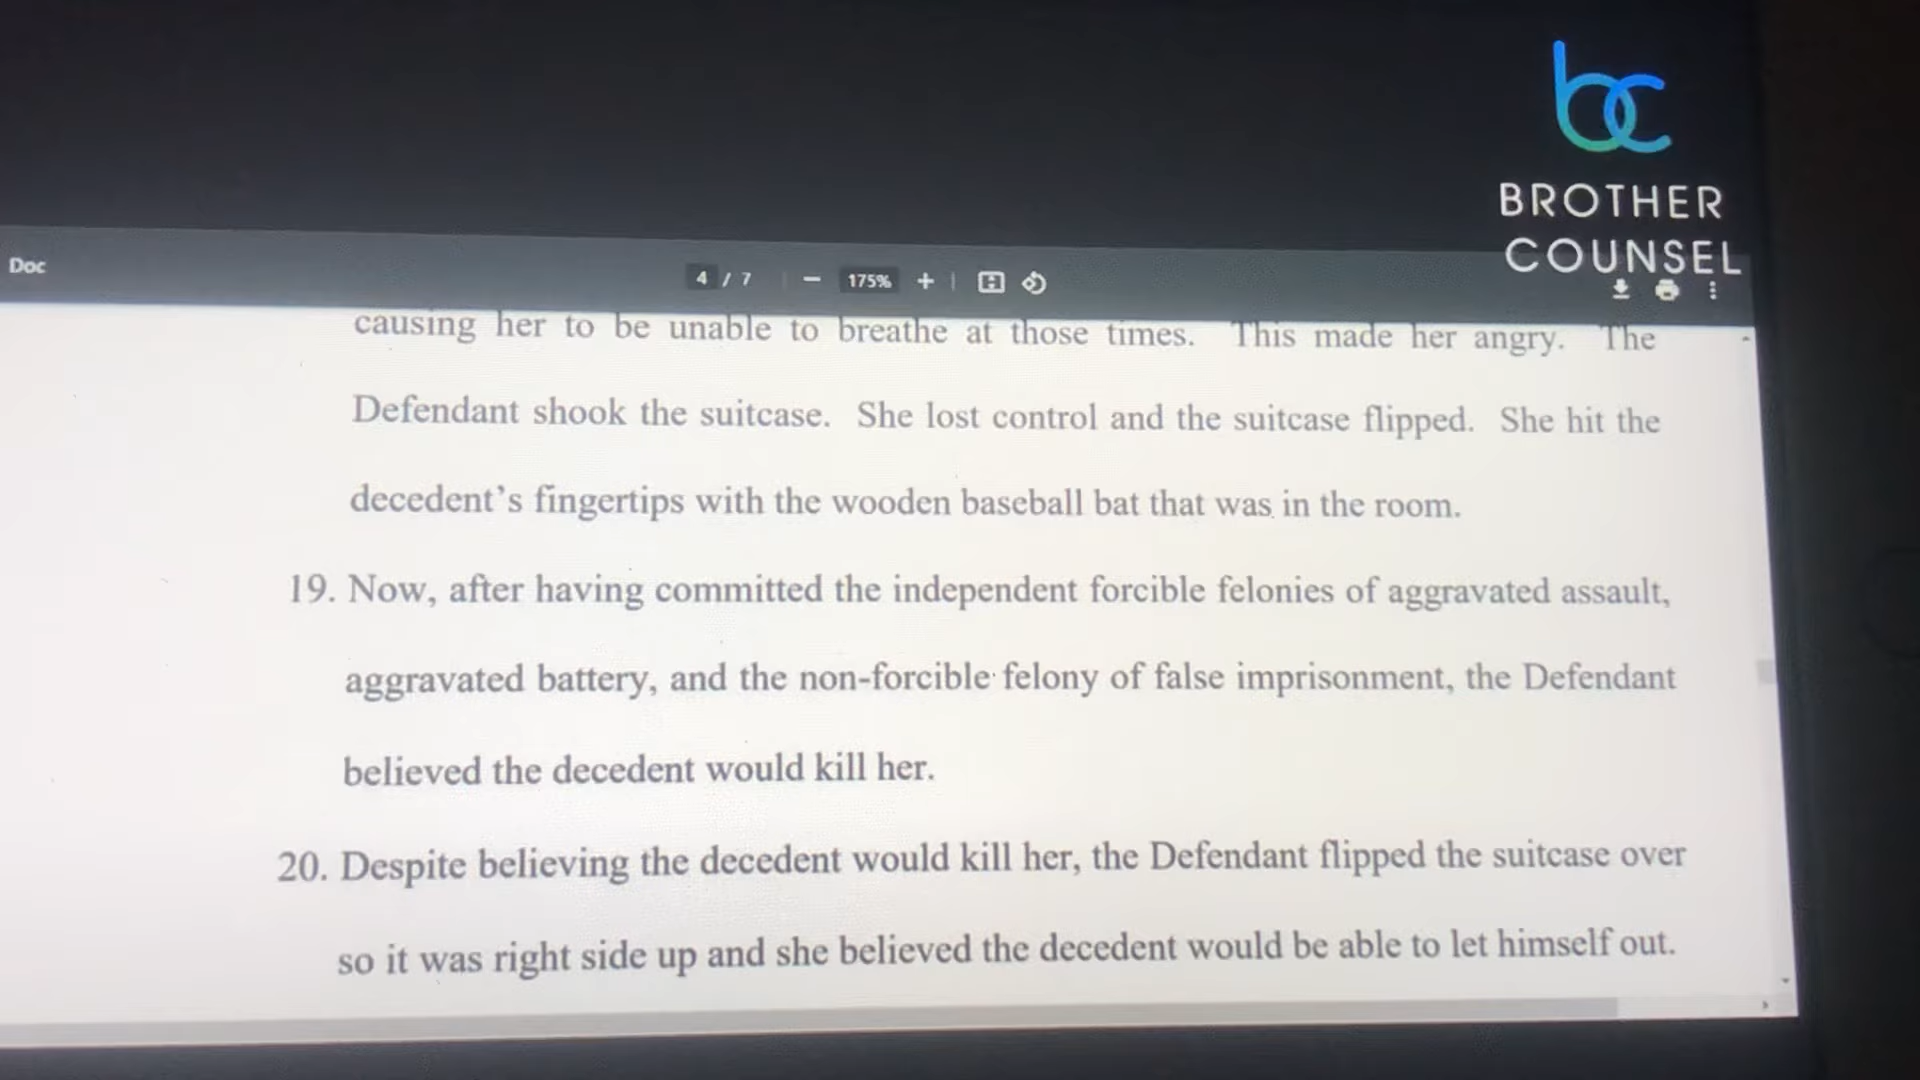 bc
BROTHER
COUNSEL
Doc
4 / 7
175%
causing her to be unable to breathe at those times. This made her angry. The
Defendant shook the suitcase. She lost control and the suitcase flipped. She hit the
decedent’s fingertips with the wooden baseball bat that was in the room.
19. Now, after having committed the independent forcible felonies of aggravated assault,
aggravated battery, and the non-forcible felony of false imprisonment, the Defendant
believed the decedent would kill her.
20. Despite believing the decedent would kill her, the Defendant flipped the suitcase over
so it was right side up and she believed the decedent would be able to let himself out.